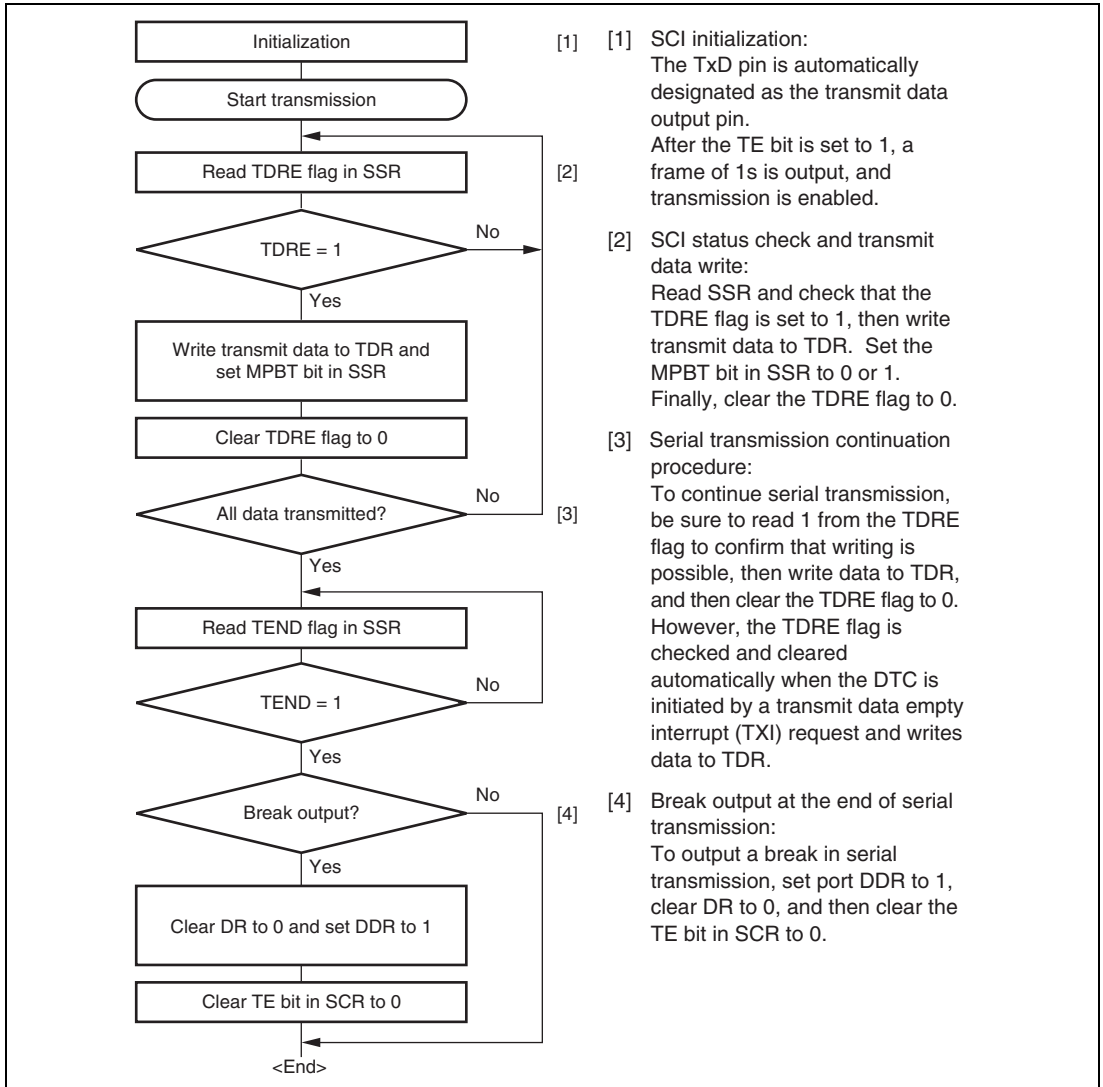 Initialization
[1]
Start transmission
Read TDRE flag in SSR
[2]
TDRE = 1
No
Yes
Write transmit data to TDR and
set MPBT bit in SSR
Clear TDRE flag to 0
All data transmitted?
No
[3]
Yes
Read TEND flag in SSR
TEND = 1
No
Yes
Break output?
No
[4]
Yes
Clear DR to 0 and set DDR to 1
Clear TE bit in SCR to 0
<End>
[1] SCI initialization:
The TxD pin is automatically
designated as the transmit data
output pin.
After the TE bit is set to 1, a
frame of 1s is output, and
transmission is enabled.
[2] SCI status check and transmit
data write:
Read SSR and check that the
TDRE flag is set to 1, then write
transmit data to TDR. Set the
MPBT bit in SSR to 0 or 1.
Finally, clear the TDRE flag to 0.
[3] Serial transmission continuation
procedure:
To continue serial transmission,
be sure to read 1 from the TDRE
flag to confirm that writing is
possible, then write data to TDR,
and then clear the TDRE flag to 0.
However, the TDRE flag is
checked and cleared
automatically when the DTC is
initiated by a transmit data empty
interrupt (TXI) request and writes
data to TDR.
[4] Break output at the end of serial
transmission:
To output a break in serial
transmission, set port DDR to 1,
clear DR to 0, and then clear the
TE bit in SCR to 0.